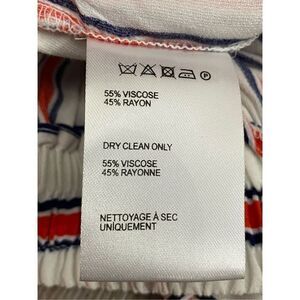 P
55% VISCOSE
45% RAYON
DRY CLEAN ONLY
55% VISCOSE
45% RAYONNE
NETTOYAGE À SEC
UNIQUEMENT